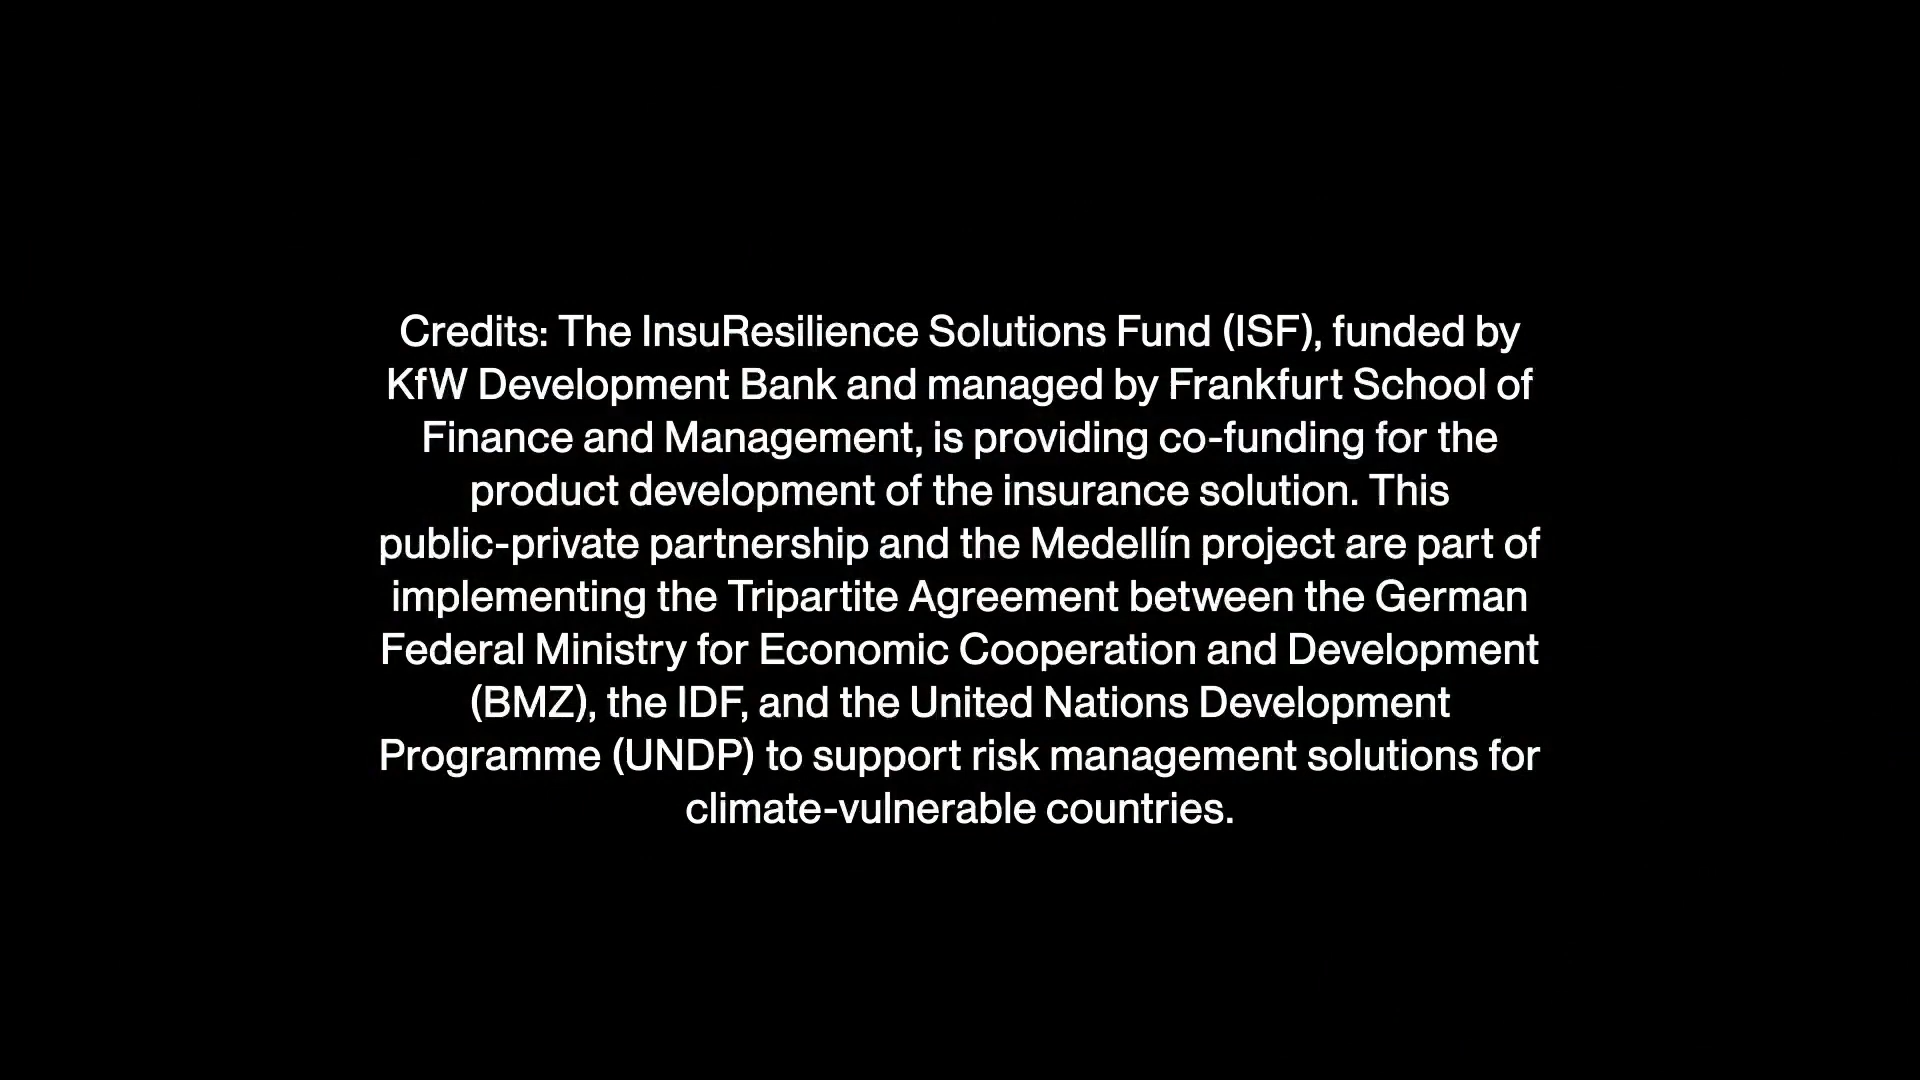 Credits: The InsuResilience Solutions Fund (ISF), funded by
KfW Development Bank and managed by Frankfurt School of
Finance and Management, is providing co-funding for the
product development of the insurance solution. This
public-private partnership and the Medellín project are part of
implementing the Tripartite Agreement between the German
Federal Ministry for Economic Cooperation and Development
(BMZ), the IDF, and the United Nations Development
Programme (UNDP) to support risk management solutions for
climate-vulnerable countries.